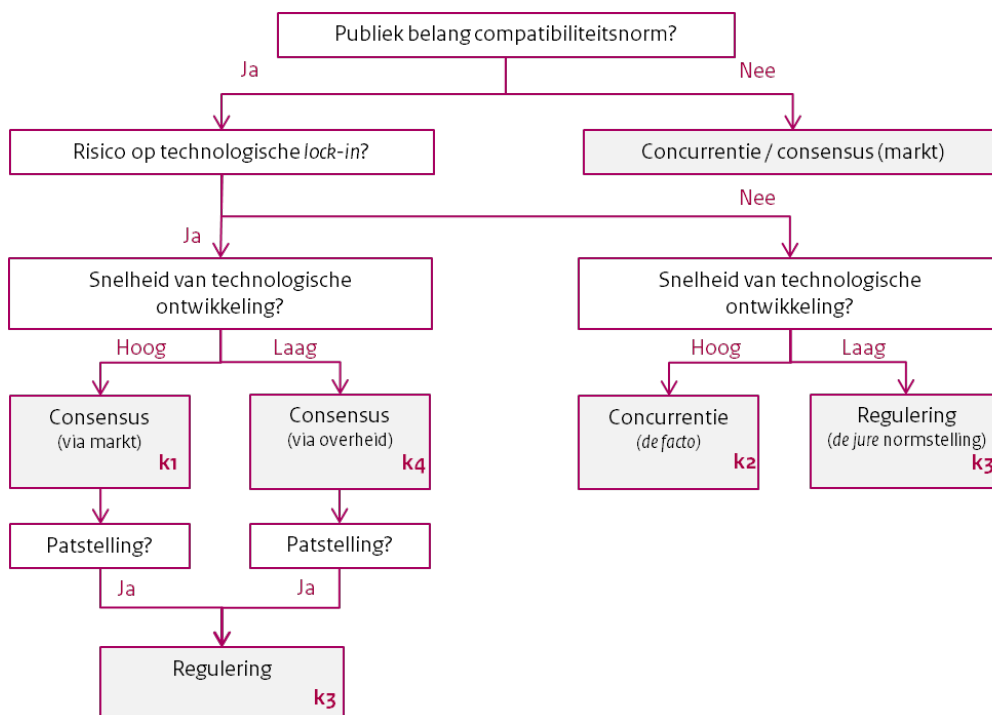 Publiek belang compatibiliteitsnorm?
Ja
Nee
Risico op technologische lock-in?
Concurrentie / consensus (markt)
Nee
Ja
Snelheid van technologische
ontwikkeling?
Snelheid van technologische
ontwikkeling?
Hoog
Laag
Hoog
Laag
Consensus
(via markt)
k1
Consensus
(via overheid)
k4
Concurrentie
(de facto)
k2
Regulering
(de jure normstelling)
k3
Patstelling?
Patstelling?
Ja
Ja
Regulering
k3